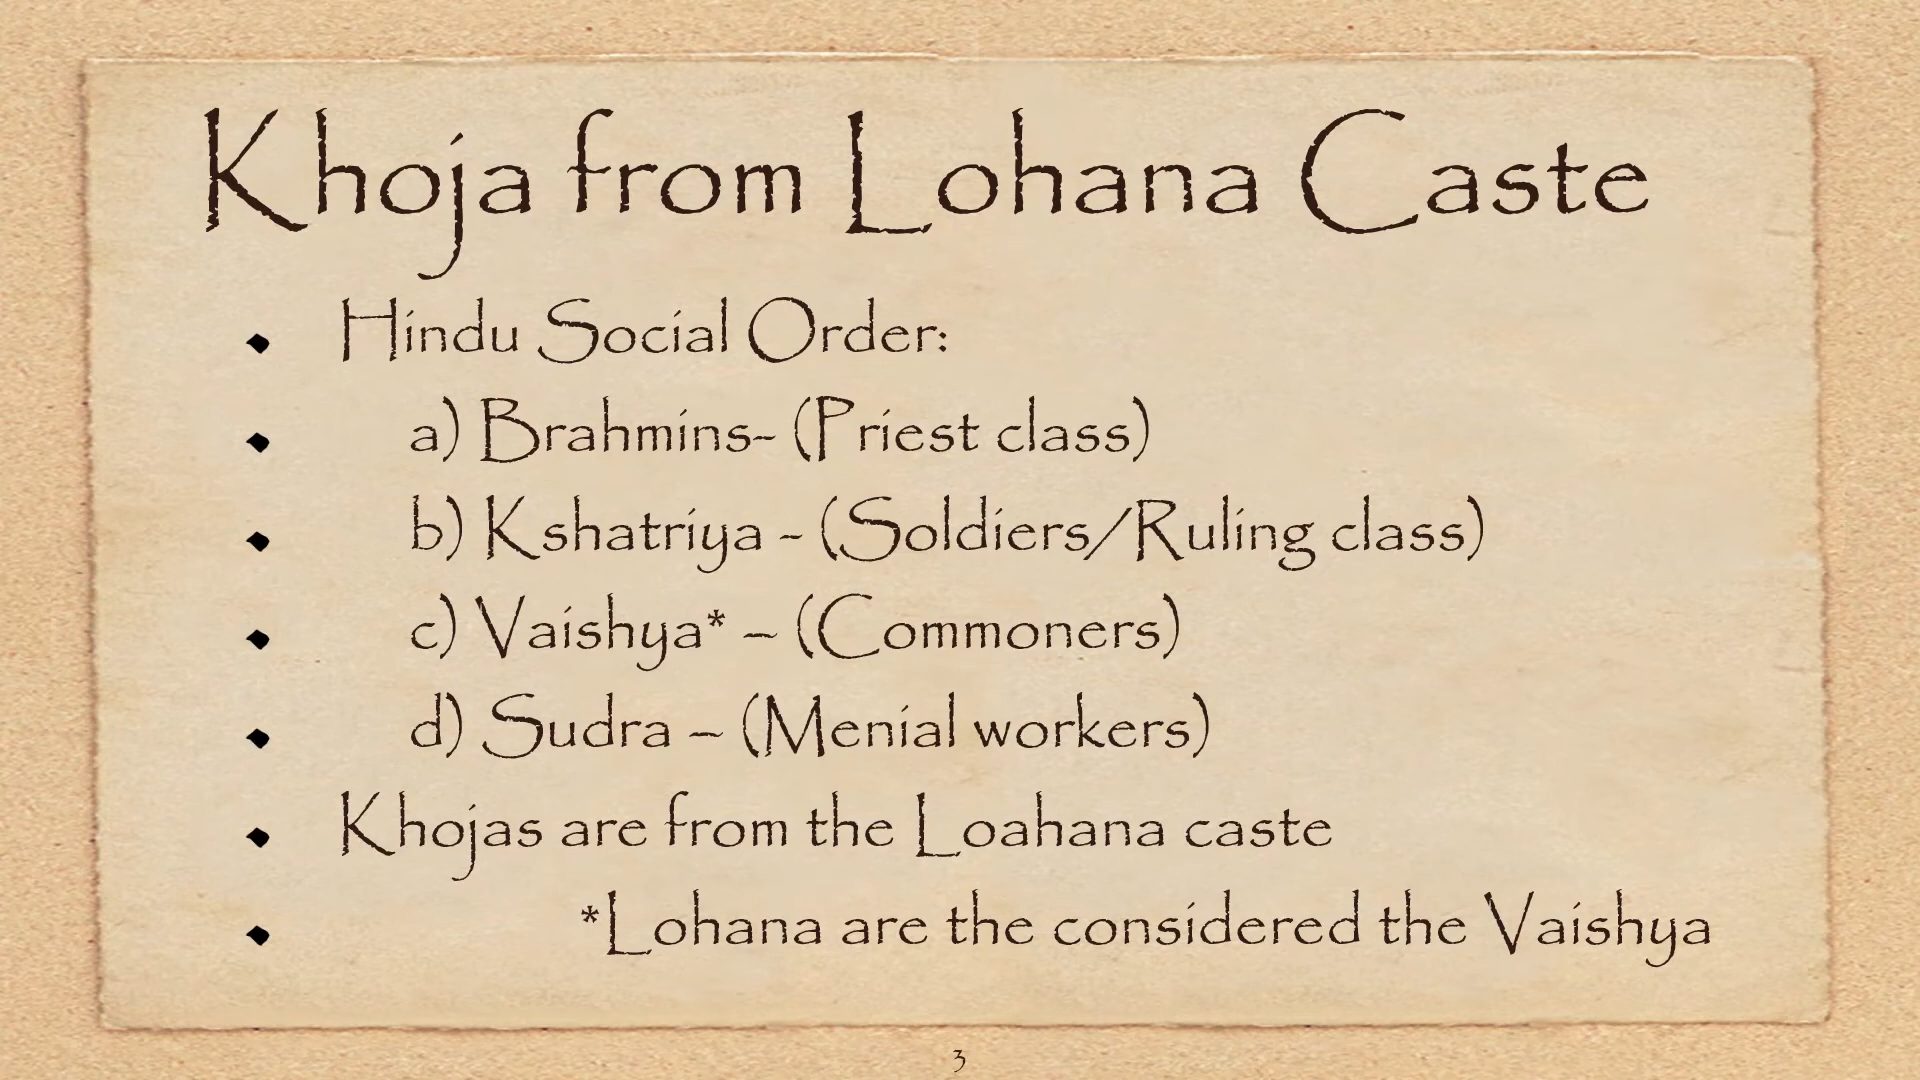 Khoja from Lohana Caste
Hindu Social Order:
a) Brahmins- (Priest class)
b) Kshatriya - (Soldiers/Ruling class)
c) Vaishya* – (Commoners)
d) Sudra – (Menial workers)
Khojas are from the Loahana caste
*Lohana are the considered the Vaishya
3